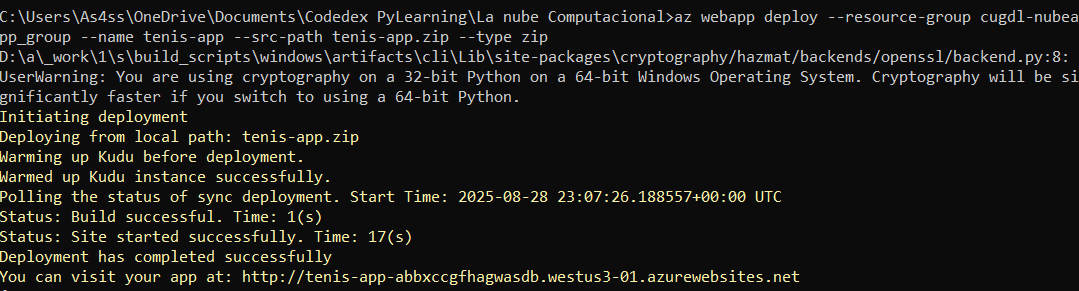 C:\Users\As4ss\OneDrive\Documents\Codedex PyLearning\La nube Computacional>az webapp deploy --resource-group cugdl-nubea
pp_group --name tenis-app --src-path tenis-app.zip --type zip
D:\a\_work\1\s\build_scripts\windows\artifacts\cli\Lib\site-packages\cryptography/hazmat/backends/openssl/backend.py:8:
UserWarning: You are using cryptography on a 32-bit Python on a 64-bit Windows Operating System. Cryptography will be si
gnificantly faster if you switch to using a 64-bit Python.
Initiating deployment
Deploying from local path: tenis-app.zip
Warming up Kudu before deployment.
Warmed up Kudu instance successfully.
Polling the status of sync deployment. Start Time: 2025-08-28 23:07:26.188557+00:00 UTC
Status: Build successful. Time: 1(s)
Status: Site started successfully. Time: 17(s)
Deployment has completed successfully
You can visit your app at: http://tenis-app-abbxccgfhagwasdb.westus3-01.azurewebsites.net